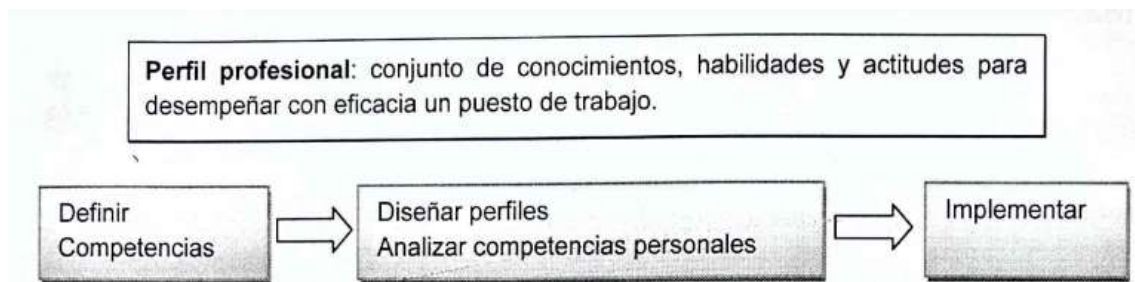 Perfil profesional: conjunto de conocimientos, habilidades y actitudes para
desempeñar con eficacia un puesto de trabajo.
Definir
Competencias
Diseñar perfiles
Analizar competencias personales
Implementar